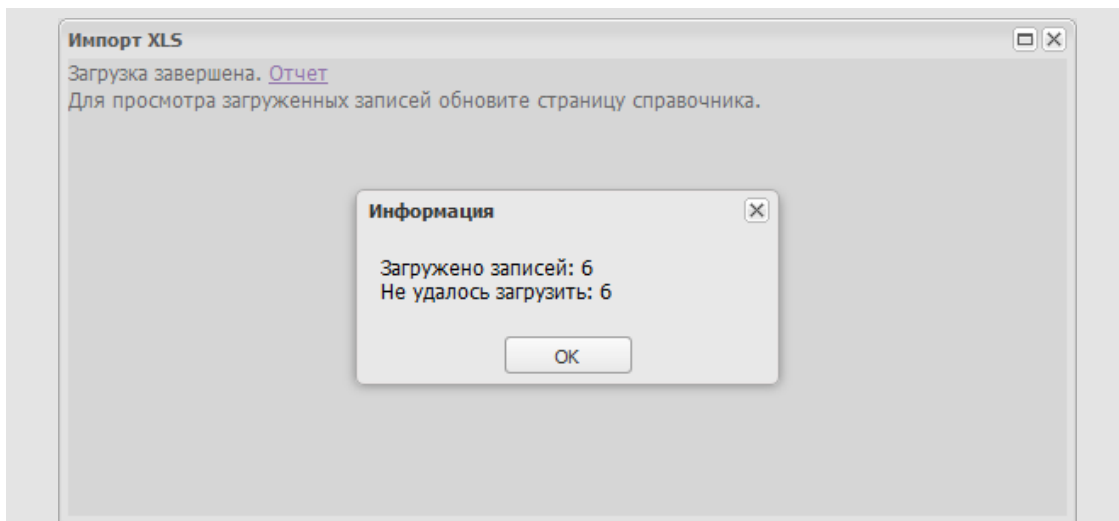 Импорт XLS
Загрузка завершена. Отчет
Для просмотра загруженных записей обновите страницу справочника.
Информация
Загружено записей: 6
Не удалось загрузить: 6
ОК